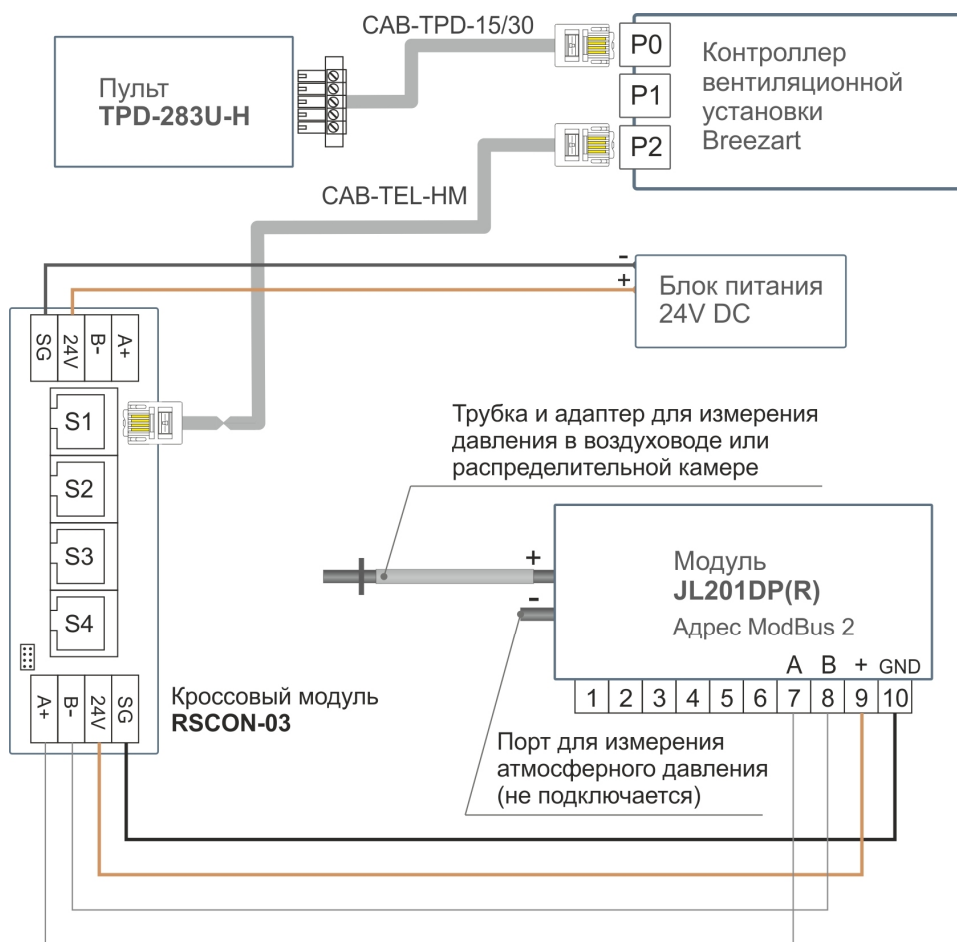 CAB-TPD-15/30
Пульт
TPD-283U-H
P0
P1
P2
Контроллер
вентиляционной
установки
Breezart
CAB-TEL-HM
-
+
Блок питания
24V DC
SG
24V
B-
A+
S1
S2
S3
S4
A+
B-
24V
SG
Кроссовый модуль
RSCON-03
Трубка и адаптер для измерения
давления в воздуховоде или
распределительной камере
+
-
Модуль
JL201DP(R)
Адрес ModBus 2
A B + GND
1 2 3 4 5 6 7 8 9 10
Порт для измерения
атмосферного давления
(не подключается)